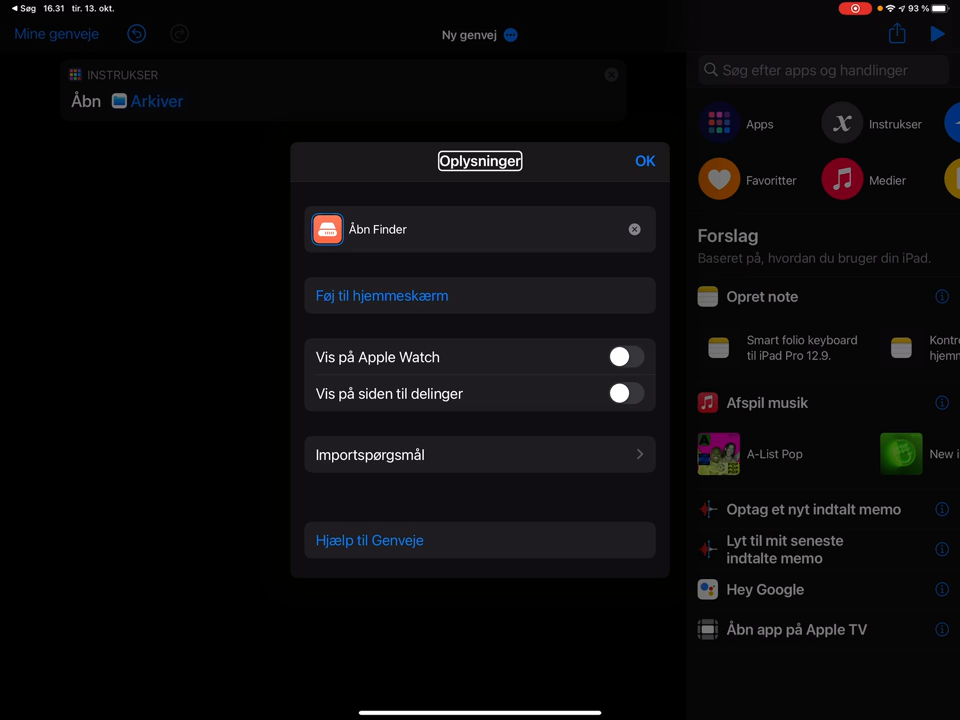 Søg 16.31 tir. 13. okt.
93 %
Mine genveje
Ny genvej
INSTRUKSER
Åbn Arkiver
Oplysninger
OK
Åbn Finder
Føj til hjemmeskærm
Vis på Apple Watch
Vis på siden til delinger
Importspørgsmål
Hjælp til Genveje
Søg efter apps og handlinger
Apps
Instrukser
Favoritter
Medier
Forslag
Baseret på, hvordan du bruger din iPad.
Opret note
Smart folio keyboard
til iPad Pro 12.9.
Kontr
hjem
Afspil musik
A-List Pop
New i
Optag et nyt indtalt memo
Lyt til mit seneste
indtalte memo
Hey Google
Åbn app på Apple TV